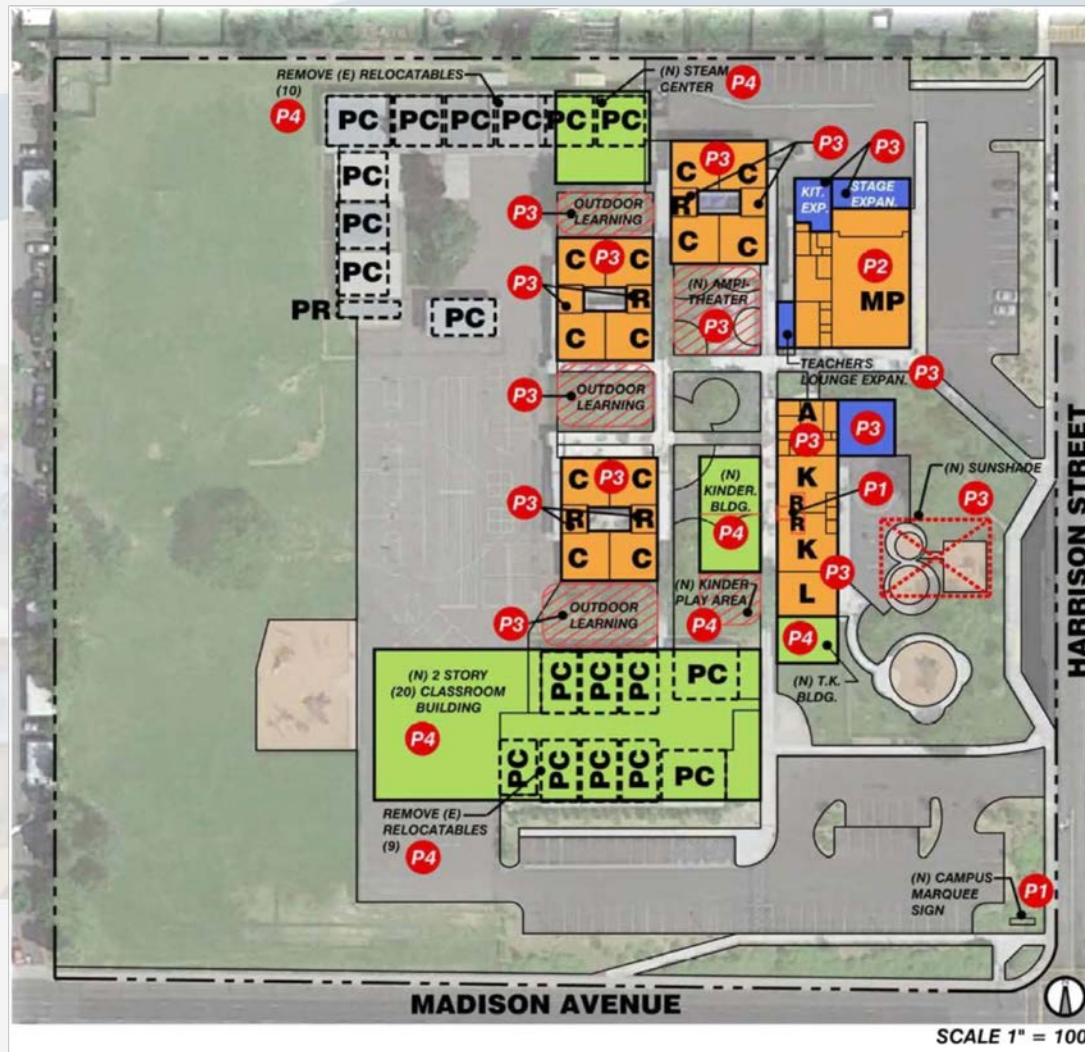 REMOVE (E) RELOCATABLES
(10)
P4
(N) STEAM
CENTER
P4
PC PC PC PC PC PC
PC
PC
PC
PR
PC
OUTDOOR
LEARNING
P3
P3
C C
R
C C
P3
P3
KIT.
EXP.
STAGE
EXPAN.
P2
MP
P3
C C
P3
R
C C
(N) AMPI-
THEATER
P3
TEACHER'S
LOUNGE EXPAN.
P3
OUTDOOR
LEARNING
P3
A
P3
P3
K
R
R
K
L
P1
(N) SUNSHADE
P3
P3
P3
C C
P3
R R
C C
(N)
KINDER.
BLDG.
P4
(N) KINDER
PLAY AREA
P4
OUTDOOR
LEARNING
P3
P4
(N) T.K.
BLDG.
(N) 2 STORY
(20) CLASSROOM
BUILDING
P4
PC PC PC PC
PC PC PC PC PC
REMOVE (E)
RELOCATABLES
(9)
P4
(N) CAMPUS
MARQUEE
SIGN
P1
HARRISON STREET
MADISON AVENUE
SCALE 1" = 100